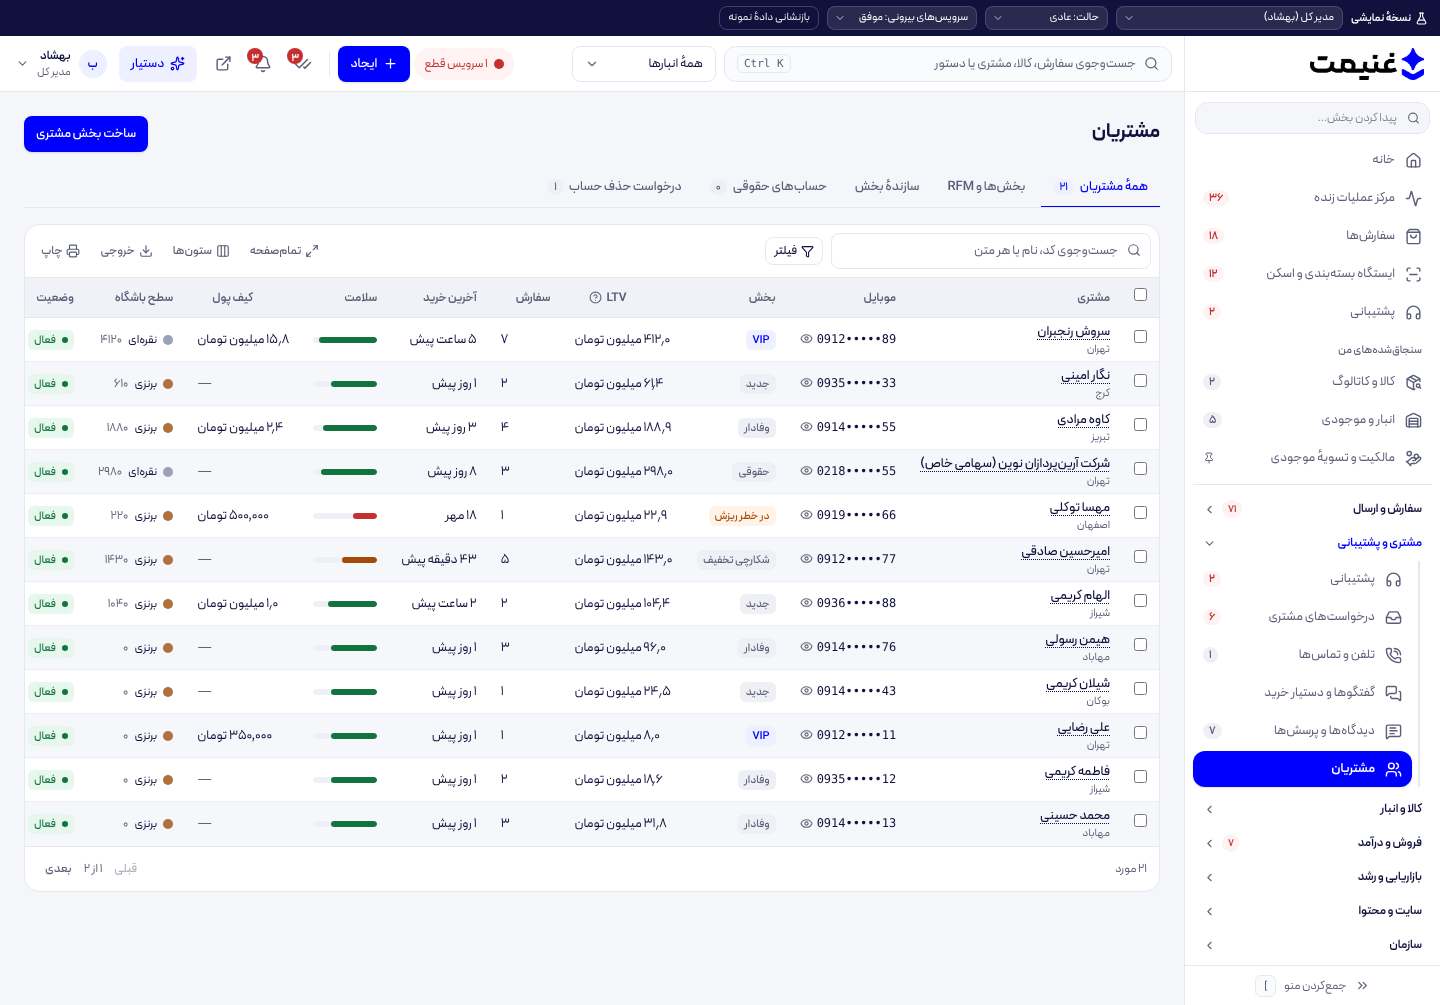 نسخهٔ نمایشی
مدیر کل (بهشاد)
حالت: عادی
سرویس‌های بیرونی: موفق
بازنشانی دادهٔ نمونه
غنیمت
جست‌وجوی سفارش، کالا، مشتری یا دستور
Ctrl K
همهٔ انبارها
۱ سرویس قطع
ایجاد
۳
۳
دستیار
ب
بهشاد
مدیر کل
پیدا کردن بخش…
خانه
مرکز عملیات زنده ۳۶
سفارش‌ها ۱۸
ایستگاه بسته‌بندی و اسکن ۱۲
پشتیبانی ۲
سنجاق‌شده‌های من
کالا و کاتالوگ ۲
انبار و موجودی ۵
مالکیت و تسویهٔ موجودی
سفارش و ارسال ۷۱
مشتری و پشتیبانی
پشتیبانی ۲
درخواست‌های مشتری ۶
تلفن و تماس‌ها ۱
گفتگوها و دستیار خرید
دیدگاه‌ها و پرسش‌ها ۷
مشتریان
کالا و انبار
فروش و درآمد ۷
بازاریابی و رشد
سایت و محتوا
سازمان
جمع‌کردن منو [
مشتریان
ساخت بخش مشتری
همهٔ مشتریان ۲۱
بخش‌ها و RFM
سازندهٔ بخش
حساب‌های حقوقی ۰
درخواست حذف حساب ۱
جست‌وجوی کد، نام یا هر متن
فیلتر
تمام‌صفحه
ستون‌ها
خروجی
چاپ
مشتری موبایل بخش LTV سفارش آخرین خرید سلامت کیف پول سطح باشگاه وضعیت
سروش رنجبران 0912•••••89 VIP ۴۱۲٫۰ میلیون تومان ۷ ۵ ساعت پیش ۱۵٫۸ میلیون تومان نقره‌ای ۴۱۲۰ فعال
تهران
نگار امینی 0935•••••33 جدید ۶۱٫۴ میلیون تومان ۲ ۱ روز پیش — برنزی ۶۱۰ فعال
کرج
کاوه مرادی 0914•••••55 وفادار ۱۸۸٫۹ میلیون تومان ۴ ۳ روز پیش ۲٫۴ میلیون تومان برنزی ۱۸۸۰ فعال
تبریز
شرکت آرین‌پردازان نوین (سهامی خاص) 0218•••••55 حقوقی ۲۹۸٫۰ میلیون تومان ۳ ۸ روز پیش — نقره‌ای ۲۹۸۰ فعال
تهران
مهسا توکلی 0919•••••66 در خطر ریزش ۲۲٫۹ میلیون تومان ۱ ۱۸ مهر ۵۰۰٬۰۰۰ تومان برنزی ۲۲۰ فعال
اصفهان
امیرحسین صادقی 0912•••••77 شکارچی تخفیف ۱۴۳٫۰ میلیون تومان ۵ ۴۳ دقیقه پیش — برنزی ۱۴۳۰ فعال
تهران
الهام کریمی 0936•••••88 جدید ۱۰۴٫۴ میلیون تومان ۲ ۲ ساعت پیش ۱٫۰ میلیون تومان برنزی ۱۰۴۰ فعال
شیراز
هیمن رسولی 0914•••••76 وفادار ۹۶٫۰ میلیون تومان ۳ ۱ روز پیش — برنزی ۰ فعال
مهاباد
شیلان کریمی 0914•••••43 جدید ۲۴٫۵ میلیون تومان ۱ ۱ روز پیش — برنزی ۰ فعال
بوکان
علی رضایی 0912•••••11 VIP ۸٫۰ میلیون تومان ۱ ۱ روز پیش ۳۵۰٬۰۰۰ تومان برنزی ۰ فعال
تهران
فاطمه کریمی 0935•••••12 وفادار ۱۸٫۶ میلیون تومان ۲ ۱ روز پیش — برنزی ۰ فعال
شیراز
محمد حسینی 0914•••••13 وفادار ۳۱٫۸ میلیون تومان ۳ ۱ روز پیش — برنزی ۰ فعال
مهاباد
۲۱ مورد
قبلی ۱ از ۲ بعدی